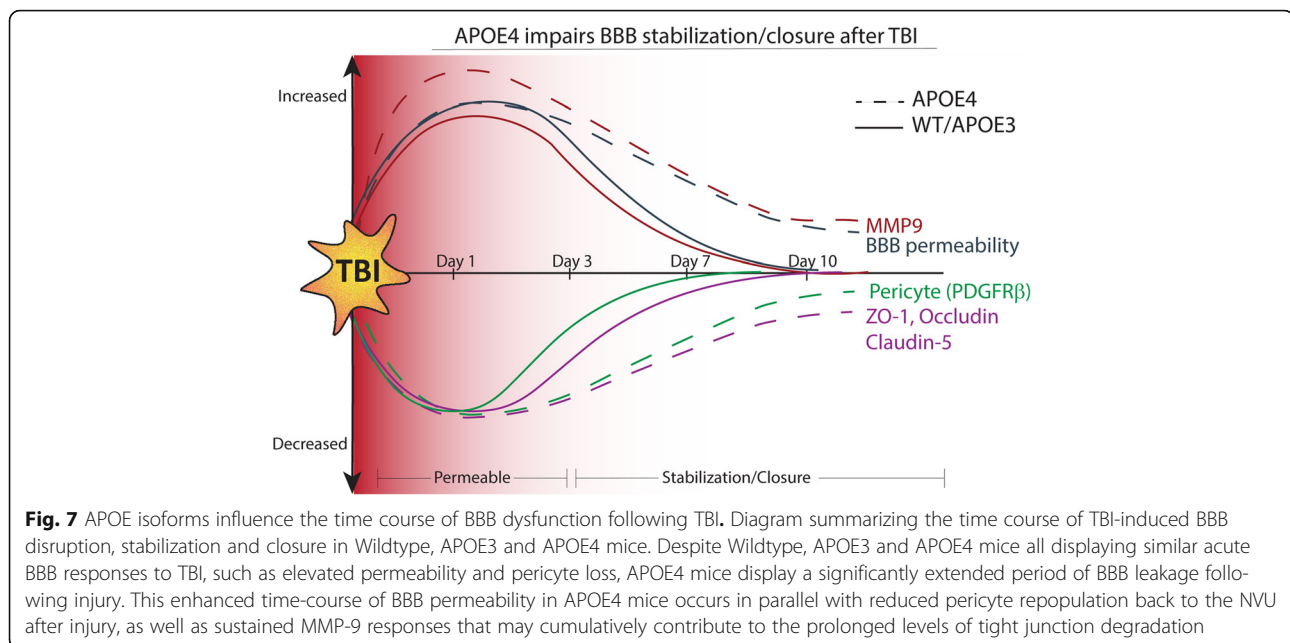 APOE4 impairs BBB stabilization/closure after TBI
Increased
APOE4
WT/APOE3
MMP9
BBB permeability
TBI
Day 1
Day 3
Day 7
Day 10
Pericyte (PDGFRβ)
ZO-1, Occludin
Claudin-5
Decreased
Permeable
Stabilization/Closure
Fig. 7 APOE isoforms influence the time course of BBB dysfunction following TBI. Diagram summarizing the time course of TBI-induced BBB
disruption, stabilization and closure in Wildtype, APOE3 and APOE4 mice. Despite Wildtype, APOE3 and APOE4 mice all displaying similar acute
BBB responses to TBI, such as elevated permeability and pericyte loss, APOE4 mice display a significantly extended period of BBB leakage follo-
wing injury. This enhanced time-course of BBB permeability in APOE4 mice occurs in parallel with reduced pericyte repopulation back to the NVU
after injury, as well as sustained MMP-9 responses that may cumulatively contribute to the prolonged levels of tight junction degradation